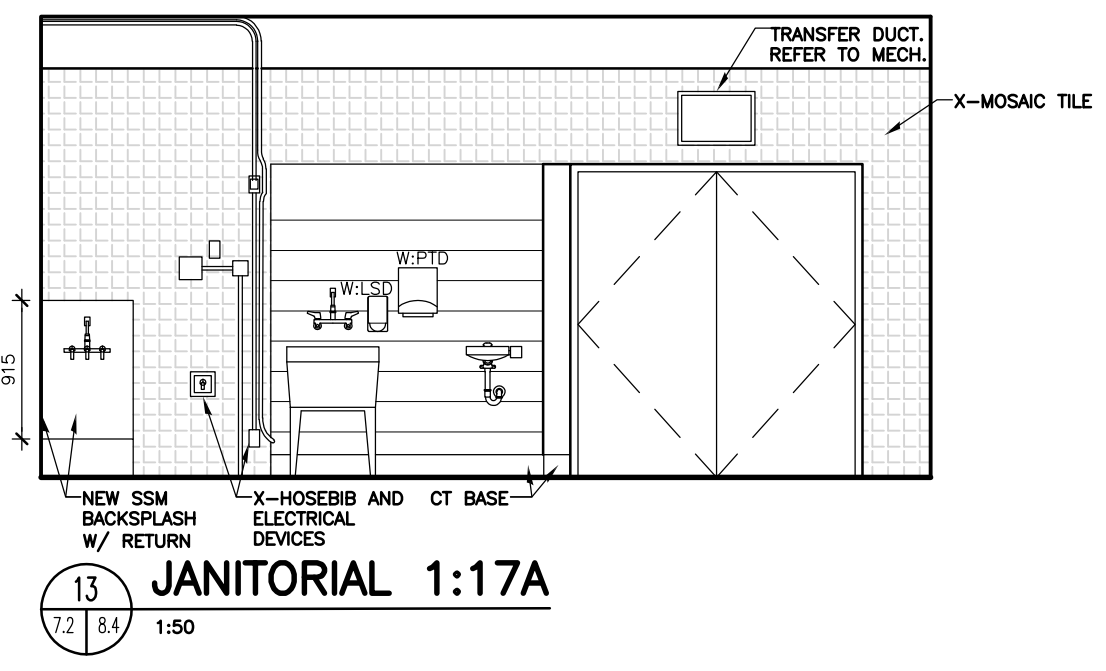 TRANSFER DUCT.
REFER TO MECH.
X-MOSAIC TILE
W:PTD
W:LSD
915
NEW SSM
BACKSPLASH
W/ RETURN
X-HOSEBIB AND
ELECTRICAL
DEVICES
CT BASE
13
7.2
8.4
JANITORIAL 1:17A
1:50